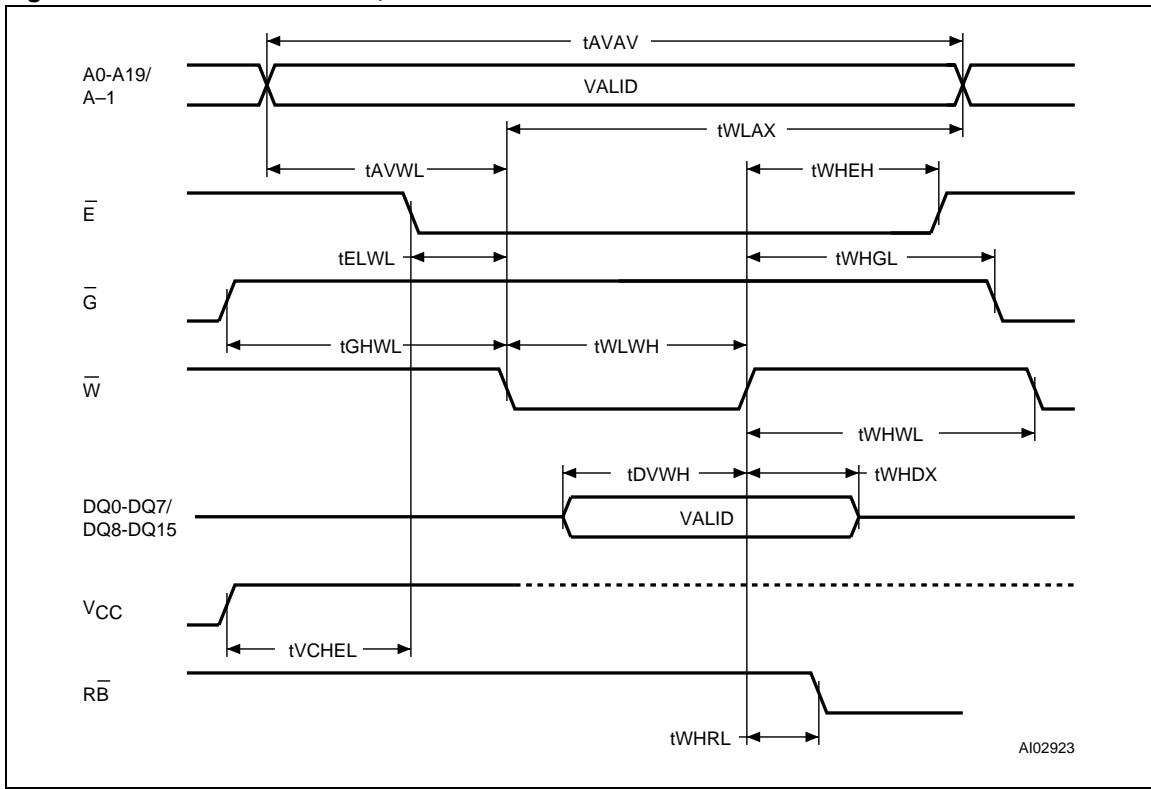 tAVAV
A0-A19/
A–1
VALID
tWLAX
tAVWL
tWHEH
E̅
tELWL
tWHGL
G̅
tGHWL
tWLWH
W̅
tWHWL
tDVWH
tWHDX
DQ0-DQ7/
DQ8-DQ15
VALID
VCC
tVCHEL
RB̅
tWHRL
AI02923